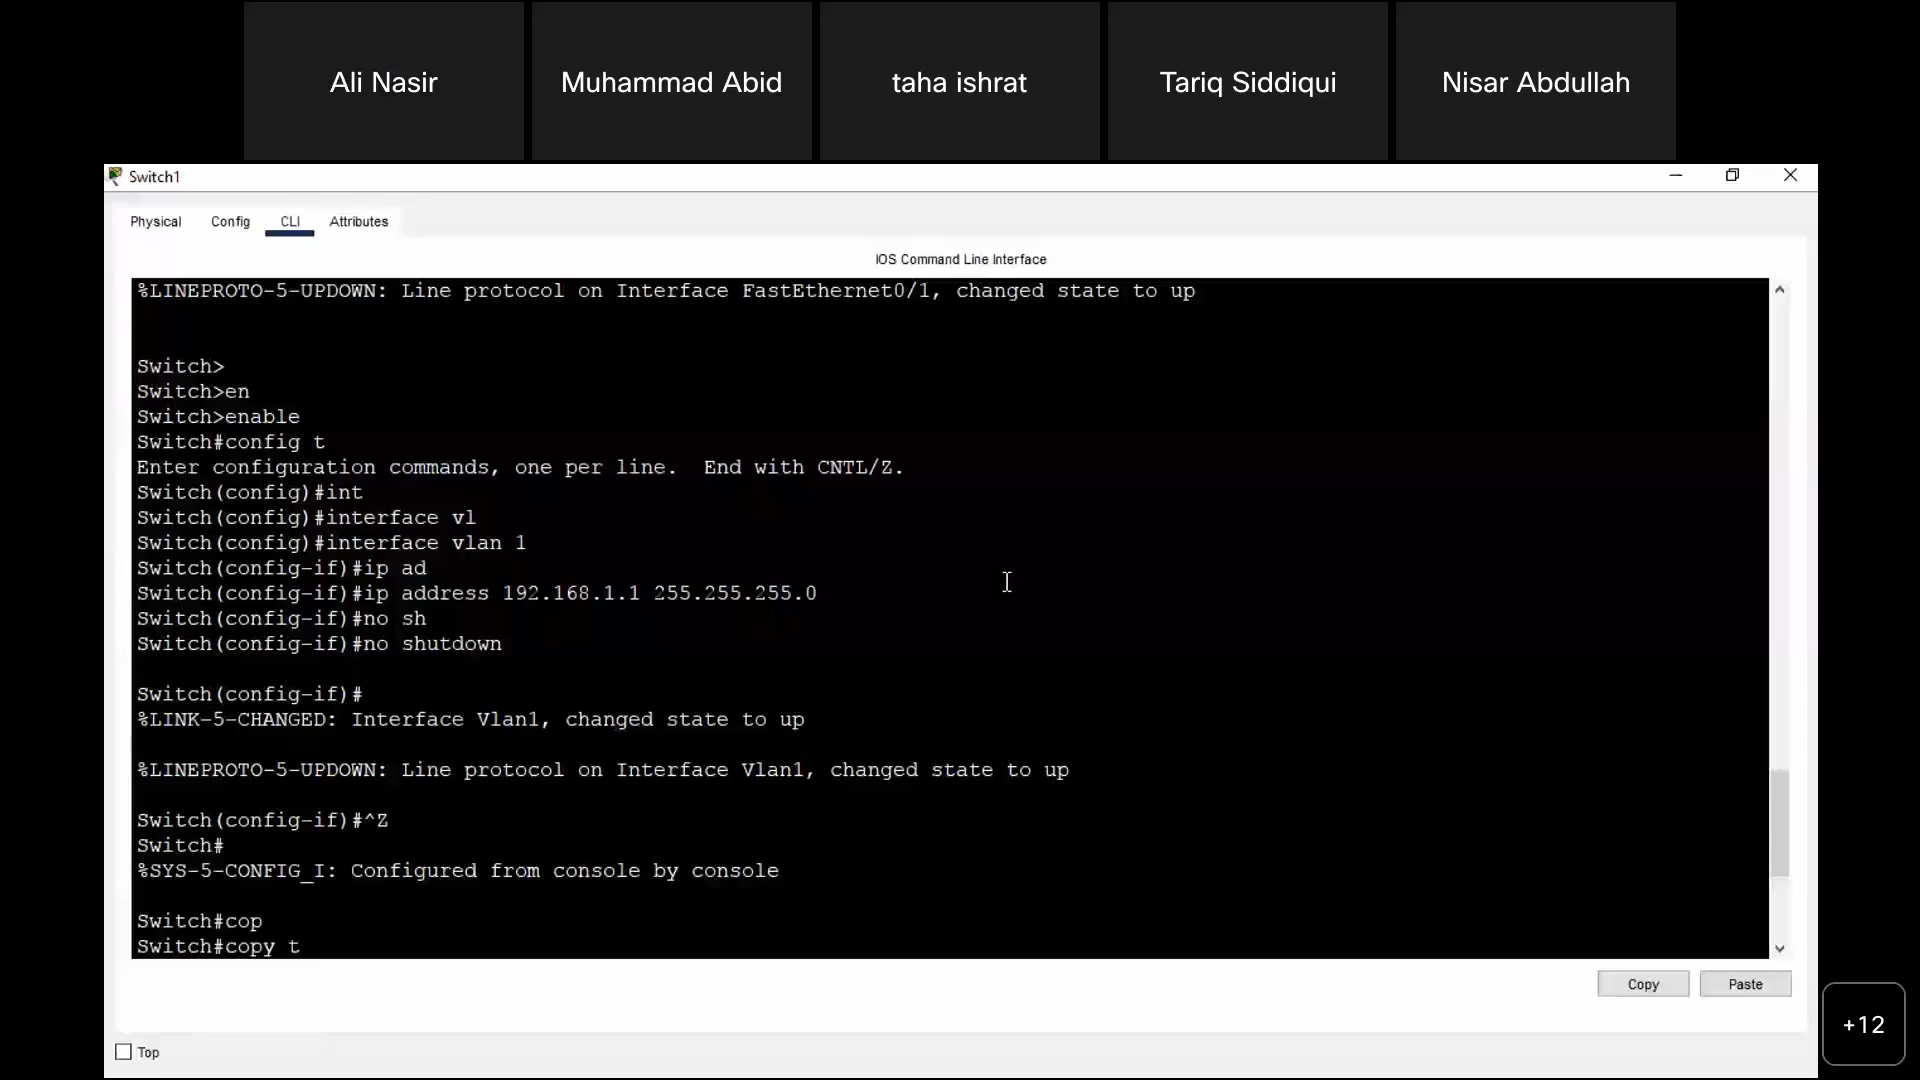 Ali Nasir
Muhammad Abid
taha ishrat
Tariq Siddiqui
Nisar Abdullah
Switch1
Physical Config CLI Attributes
IOS Command Line Interface
%LINEPROTO-5-UPDOWN: Line protocol on Interface FastEthernet0/1, changed state to up
Switch>
Switch>en
Switch>enable
Switch#config t
Enter configuration commands, one per line.  End with CNTL/Z.
Switch(config)#int
Switch(config)#interface vl
Switch(config)#interface vlan 1
Switch(config-if)#ip ad
Switch(config-if)#ip address 192.168.1.1 255.255.255.0
Switch(config-if)#no sh
Switch(config-if)#no shutdown
Switch(config-if)#
%LINK-5-CHANGED: Interface Vlan1, changed state to up
%LINEPROTO-5-UPDOWN: Line protocol on Interface Vlan1, changed state to up
Switch(config-if)#^Z
Switch#
%SYS-5-CONFIG_I: Configured from console by console
Switch#cop
Switch#copy t
Copy Paste
+12
Top